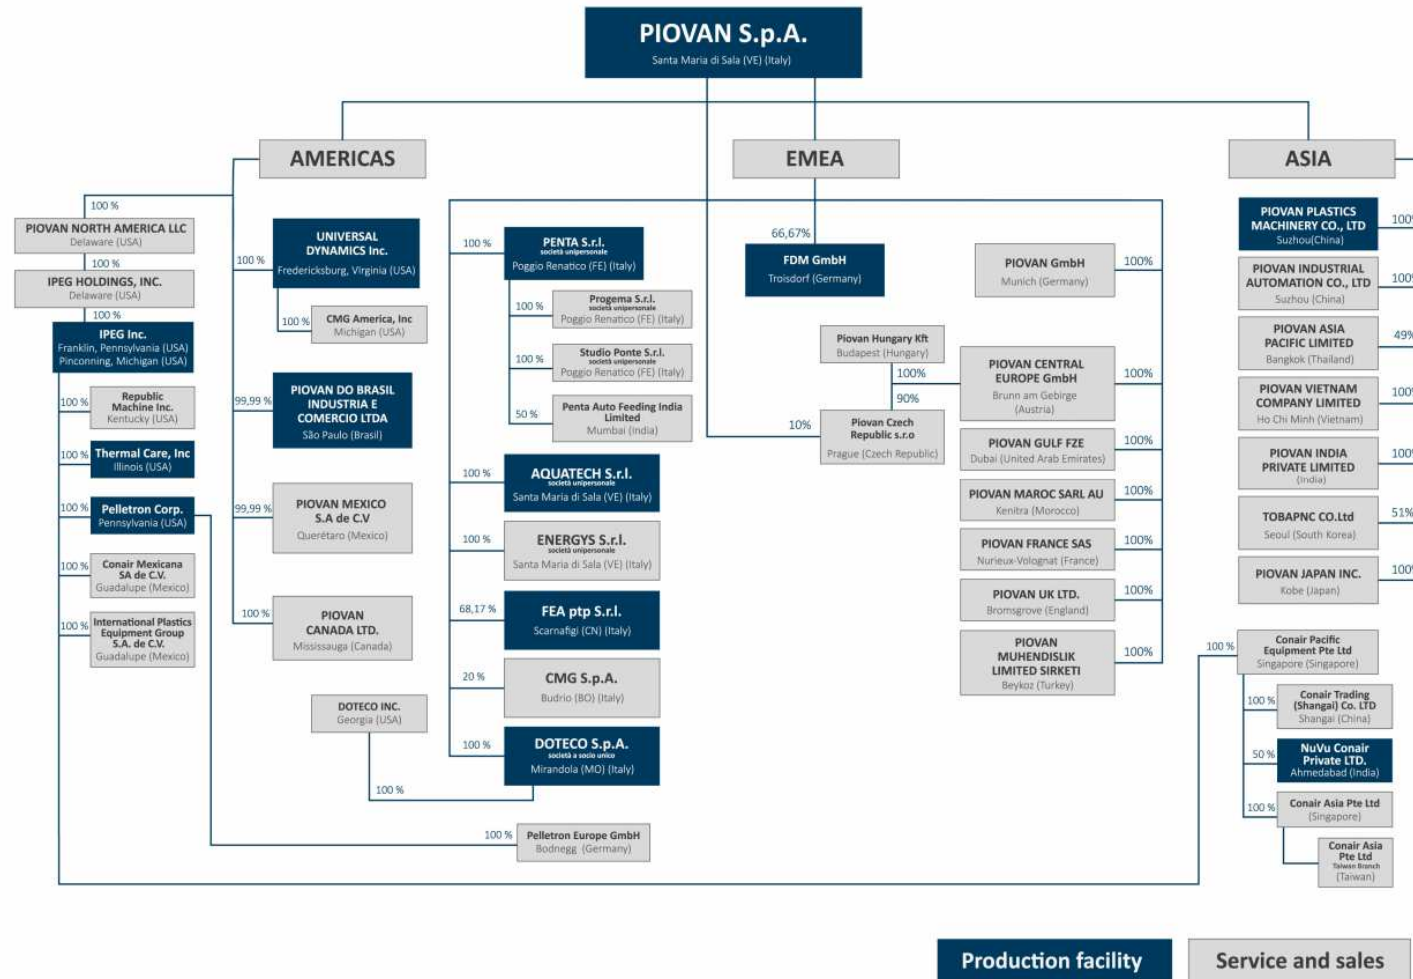 PIOVAN S.p.A.
Santa Maria di Sala (VE) (Italy)
AMERICAS
EMEA
ASIA
100 %
PIOVAN NORTH AMERICA LLC
Delaware (USA)
100 %
IPEG HOLDINGS, INC.
Delaware (USA)
100 %
IPEG Inc.
Franklin, Pennsylvania (USA)
Pinconning, Michigan (USA)
100 %
Republic
Machine Inc.
Kentucky (USA)
100 %
Thermal Care, Inc
Illinois (USA)
100 %
Pelletron Corp.
Pennsylvania (USA)
100 %
Conair Mexicana
SA de C.V.
Guadalupe (Mexico)
100 %
International Plastics
Equipment Group
S.A. de C.V.
Guadalupe (Mexico)
100 %
UNIVERSAL
DYNAMICS Inc.
Fredericksburg, Virginia (USA)
100 %
CMG America, Inc
Michigan (USA)
99,99 %
PIOVAN DO BRASIL
INDUSTRIA E
COMERCIO LTDA
São Paulo (Brasil)
99,99 %
PIOVAN MEXICO
S.A de C.V
Querétaro (Mexico)
100 %
PIOVAN
CANADA LTD.
Mississauga (Canada)
DOTECO INC.
Georgia (USA)
100 %
100 %
PENTA S.r.l.
società unipersonale
Poggio Renatico (FE) (Italy)
100 %
Progema S.r.l.
società unipersonale
Poggio Renatico (FE) (Italy)
100 %
Studio Ponte S.r.l.
società unipersonale
Poggio Renatico (FE) (Italy)
50 %
Penta Auto Feeding India
Limited
Mumbai (India)
100 %
AQUATECH S.r.l.
società unipersonale
Santa Maria di Sala (VE) (Italy)
100 %
ENERGYS S.r.l.
società unipersonale
Santa Maria di Sala (VE) (Italy)
68,17 %
FEA ptp S.r.l.
Scarnafigi (CN) (Italy)
20 %
CMG S.p.A.
Budrio (BO) (Italy)
100 %
DOTECO S.p.A.
società a socio unico
Mirandola (MO) (Italy)
100 %
Pelletron Europe GmbH
Bodnegg (Germany)
66,67%
FDM GmbH
Troisdorf (Germany)
Piovan Hungary Kft
Budapest (Hungary)
100%
90%
10%
Piovan Czech
Republic s.r.o
Prague (Czech Republic)
PIOVAN GmbH
Munich (Germany)
100%
PIOVAN CENTRAL
EUROPE GmbH
Brunn am Gebirge
(Austria)
100%
PIOVAN GULF FZE
Dubai (United Arab Emirates)
100%
PIOVAN MAROC SARL AU
Kenitra (Morocco)
100%
PIOVAN FRANCE SAS
Nurieux-Volognat (France)
100%
PIOVAN UK LTD.
Bromsgrove (England)
100%
PIOVAN
MUHENDISLIK
LIMITED SIRKETI
Beykoz (Turkey)
100%
PIOVAN PLASTICS
MACHINERY CO., LTD
Suzhou(China)
100%
PIOVAN INDUSTRIAL
AUTOMATION CO., LTD
Suzhou (China)
100%
PIOVAN ASIA
PACIFIC LIMITED
Bangkok (Thailand)
49%
PIOVAN VIETNAM
COMPANY LIMITED
Ho Chi Minh (Vietnam)
100%
PIOVAN INDIA
PRIVATE LIMITED
(India)
100%
TOBAPNC CO.Ltd
Seoul (South Korea)
51%
PIOVAN JAPAN INC.
Kobe (Japan)
100%
100 %
Conair Pacific
Equipment Pte Ltd
Singapore (Singapore)
100 %
Conair Trading
(Shangai) Co. LTD
Shangai (China)
50 %
NuVu Conair
Private LTD.
Ahmedabad (India)
100 %
Conair Asia Pte Ltd
(Singapore)
Conair Asia
Pte Ltd
Taiwan Branch
(Taiwan)
Production facility
Service and sales